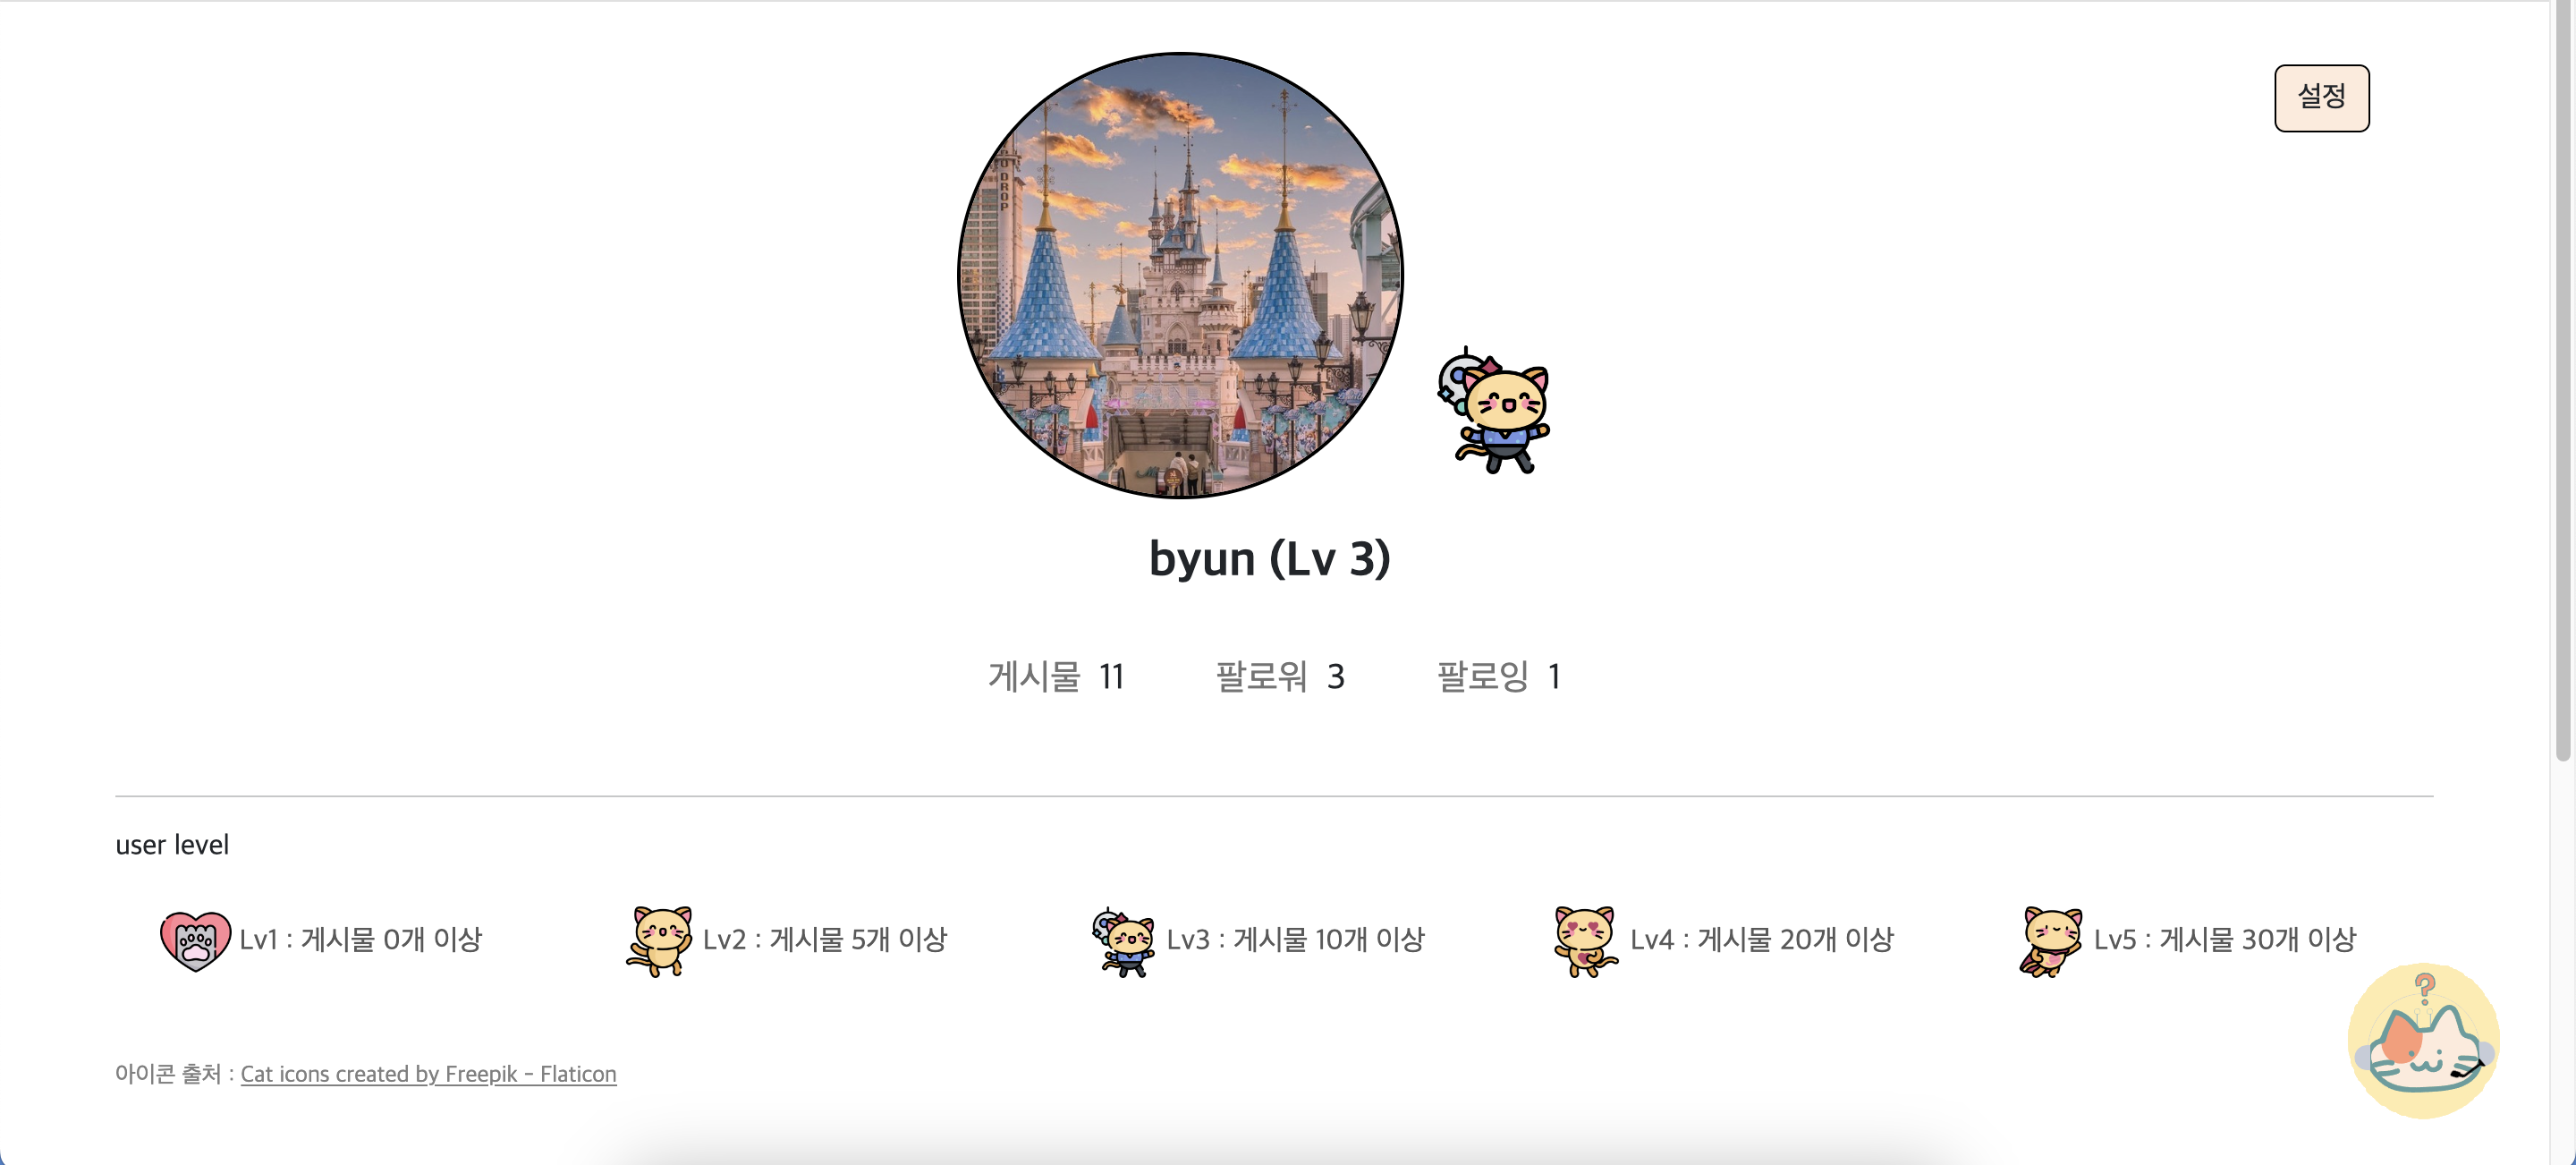 설정
DROP
byun (Lv 3)
게시물 11 팔로워 3 팔로잉 1
user level
Lv1 : 게시물 0개 이상 Lv2 : 게시물 5개 이상 Lv3 : 게시물 10개 이상 Lv4 : 게시물 20개 이상 Lv5 : 게시물 30개 이상
?
아이콘 출처 : Cat icons created by Freepik - Flaticon